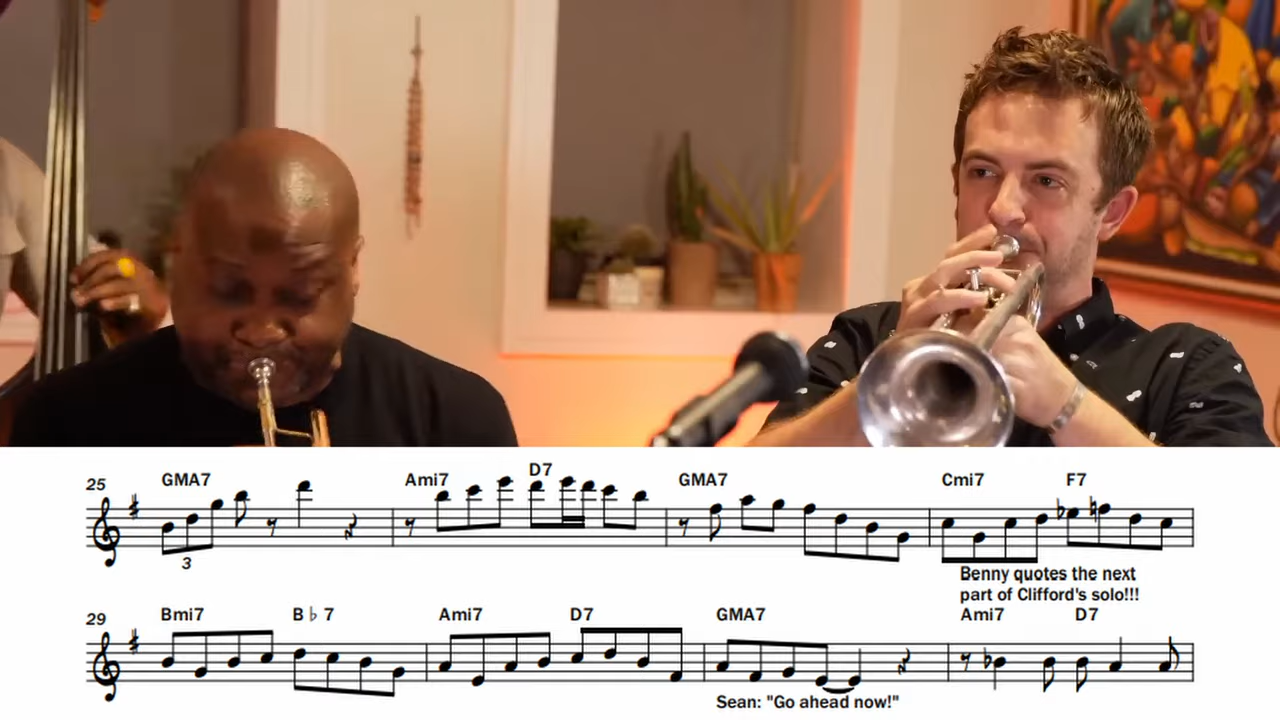 25 GMA7 Ami7 D7 GMA7 Cmi7 F7
3
Benny quotes the next
part of Clifford's solo!!!
29 Bmi7 B♭7 Ami7 D7 GMA7 Ami7 D7
Sean: "Go ahead now!"